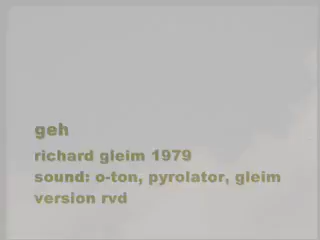 geh
richard gleim 1979
sound: o-ton, pyrolator, gleim
version rvd